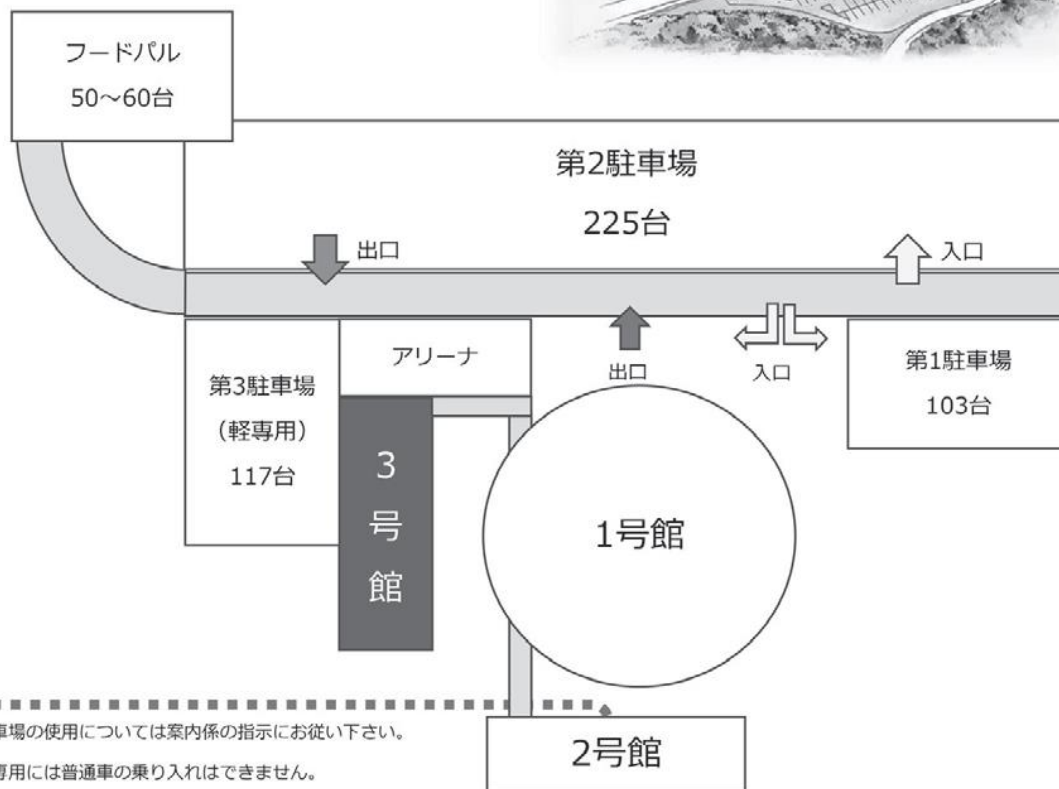 フードパル
50～60台
第2駐車場
225台
出口
入口
第3駐車場
（軽専用）
117台
アリーナ
出口
入口
第1駐車場
103台
3号館
1号館
車場の使用については案内係の指示にお従い下さい。
専用には普通車の乗り入れはできません。
2号館